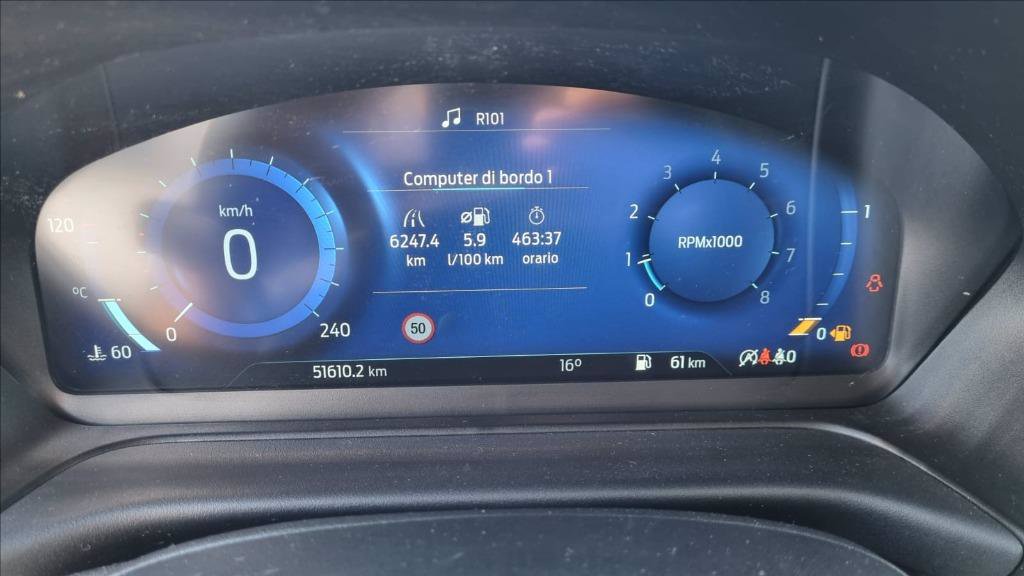 R101
Computer di bordo 1
6247.4 5.9 463:37
km l/100 km orario
km/h
0
120
°C
60
0
240
50
0 1 2 3 4 5 6 7 8
RPMx1000
1
0
51610.2 km 16° 61 km 0